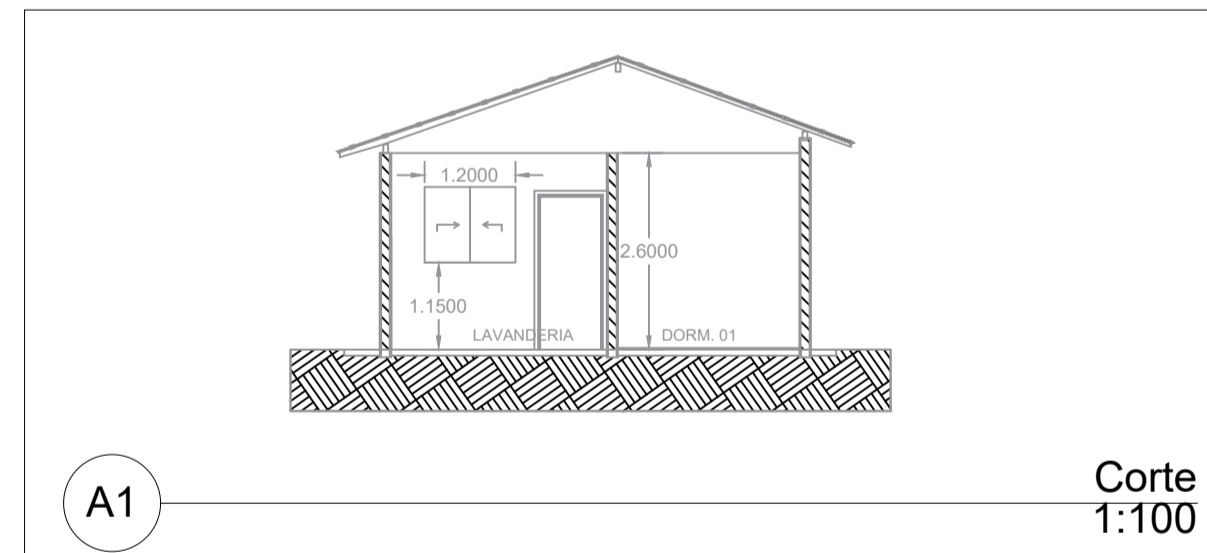 1.2000
2.6000
1.1500
LAVANDERIA
DORM. 01
A1
Corte
1:100